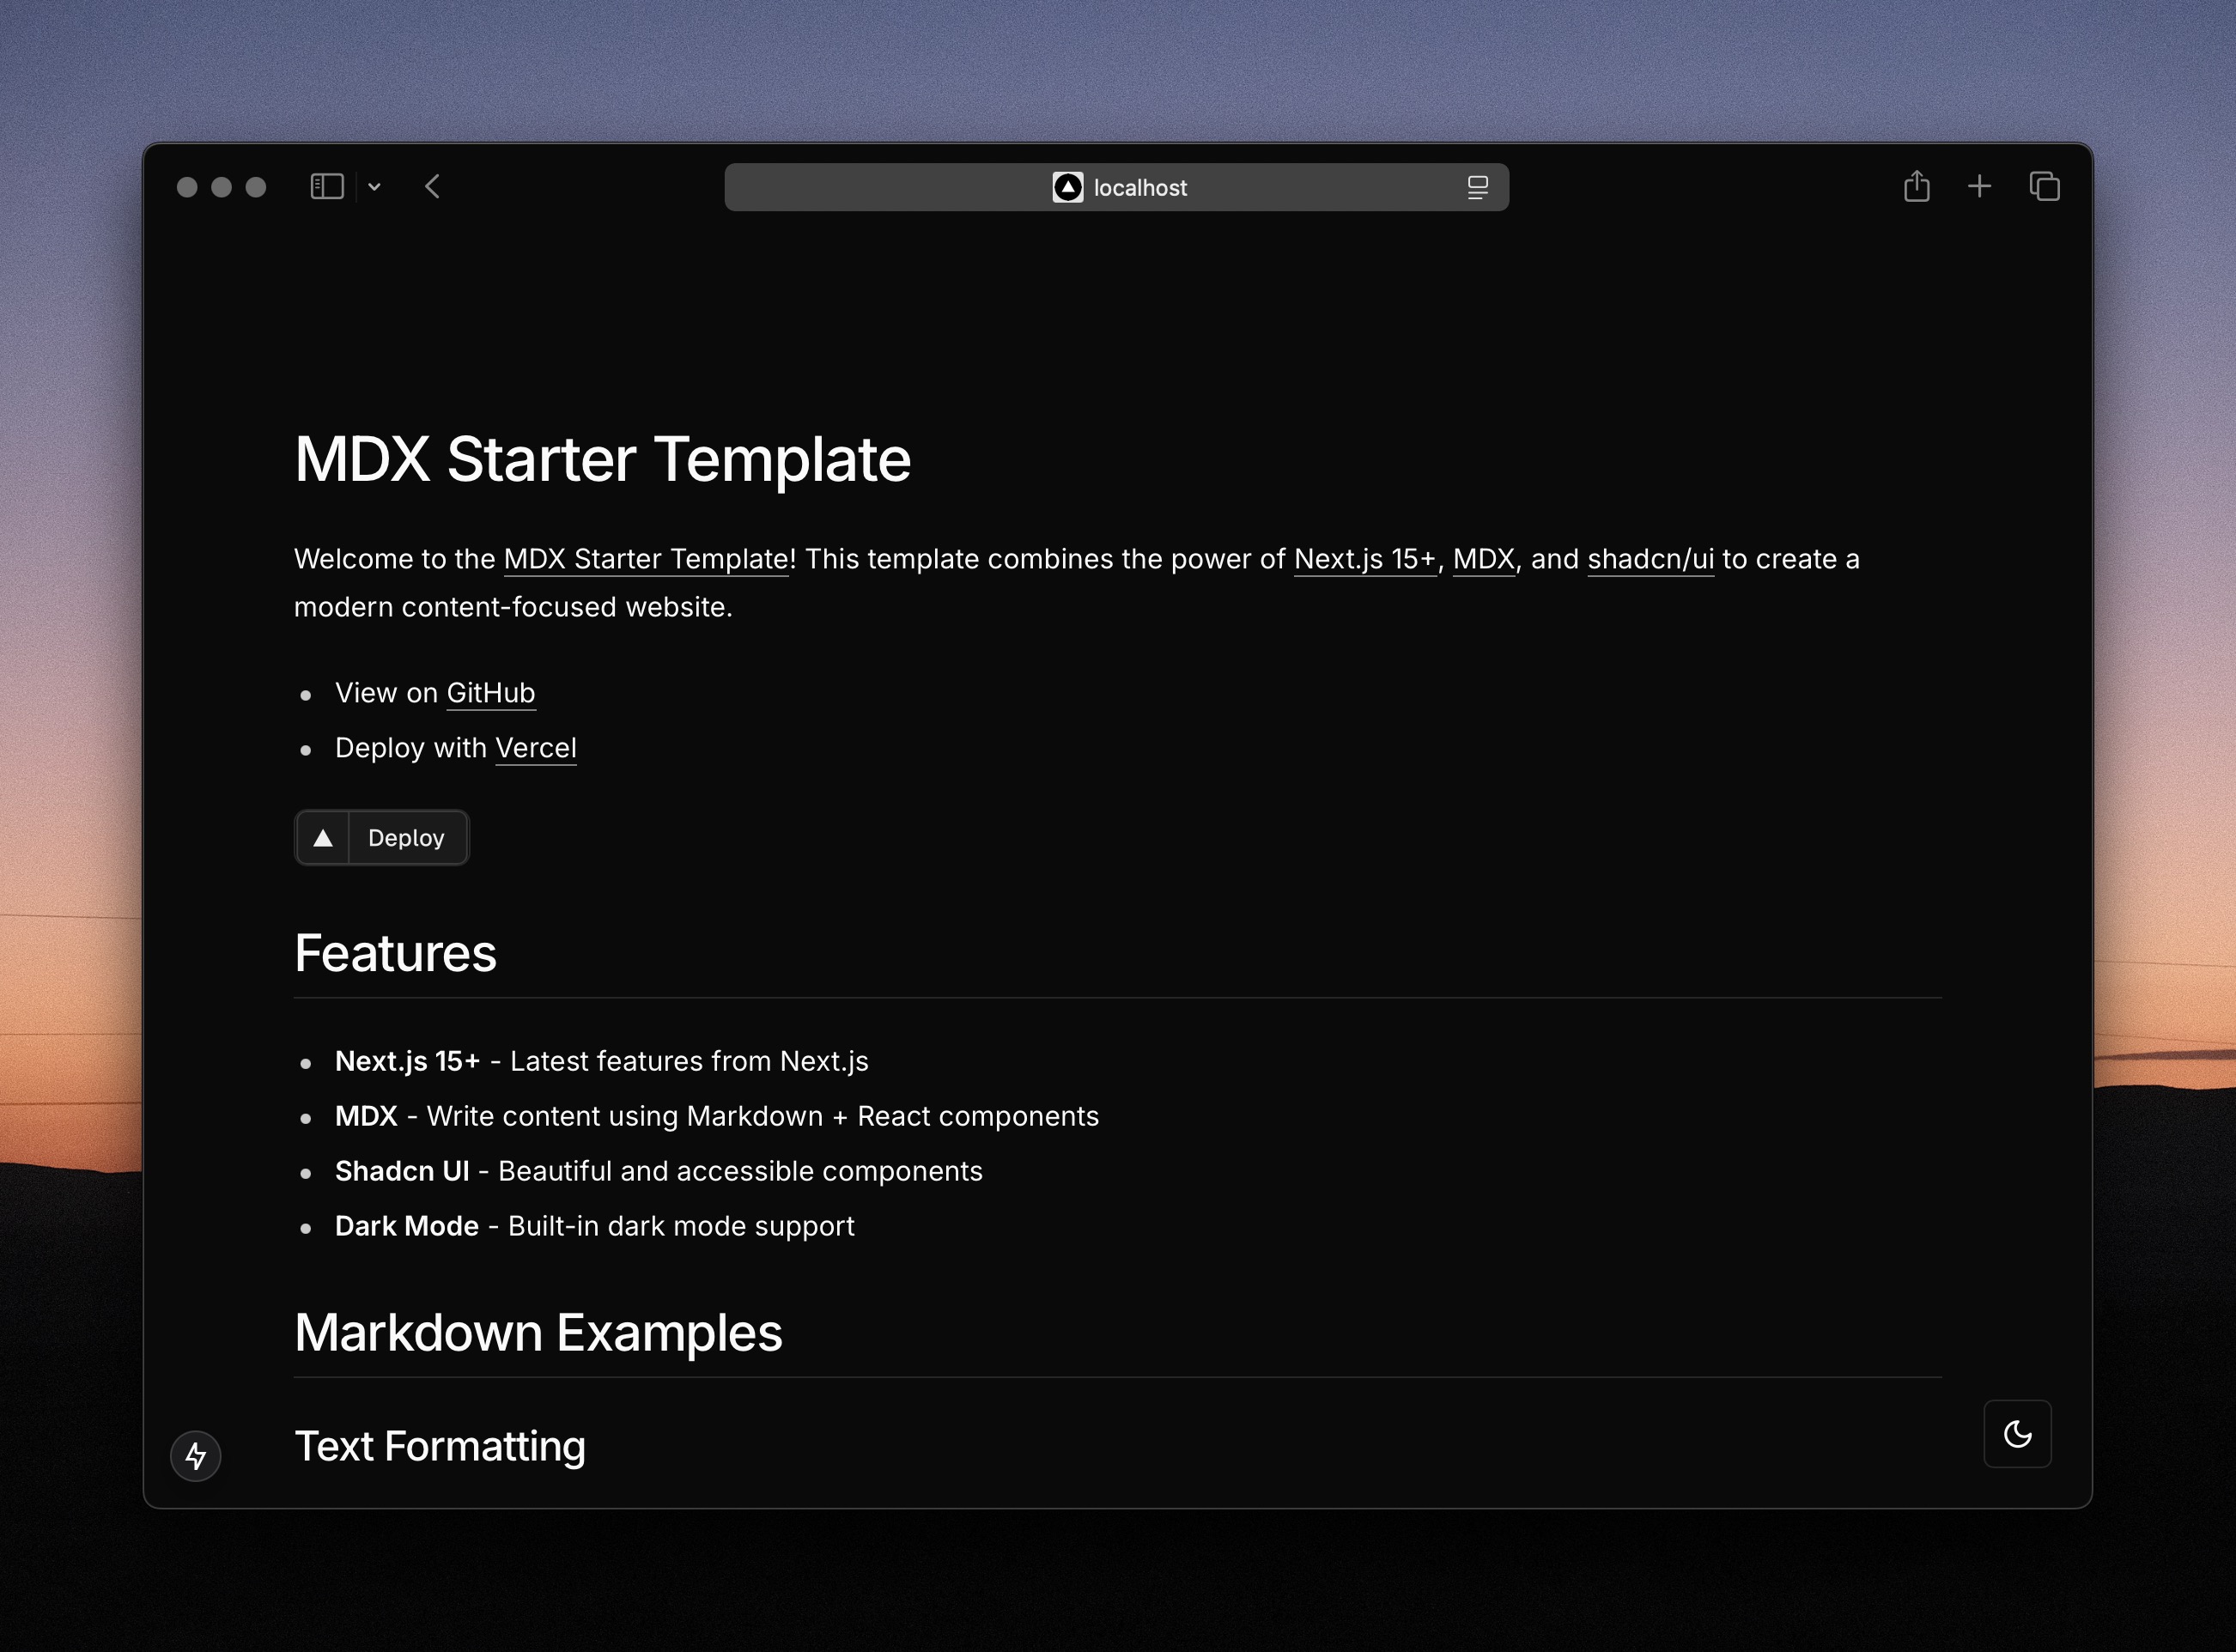 localhost
MDX Starter Template
Welcome to the MDX Starter Template! This template combines the power of Next.js 15+, MDX, and shadcn/ui to create a
modern content-focused website.
View on GitHub
Deploy with Vercel
Deploy
Features
Next.js 15+ - Latest features from Next.js
MDX - Write content using Markdown + React components
Shadcn UI - Beautiful and accessible components
Dark Mode - Built-in dark mode support
Markdown Examples
Text Formatting